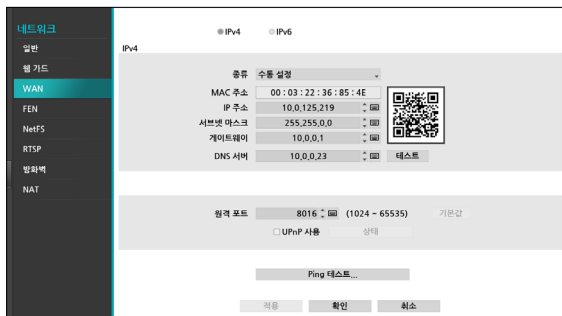 네트워크
일반
웹 가드
WAN
FEN
NetFS
RTSP
방화벽
NAT
IPv4 IPv6
IPv4
종류 수동 설정
MAC 주소 00 : 03 : 22 : 36 : 85 : 4E
IP 주소 10,0,125,219
서브넷 마스크 255,255,0,0
게이트웨이 10,0,0,1
DNS 서버 10,0,0,23 테스트
원격 포트 8016 (1024 ~ 65535) 기본값
UPnP 사용 상태
Ping 테스트...
적용 확인 취소